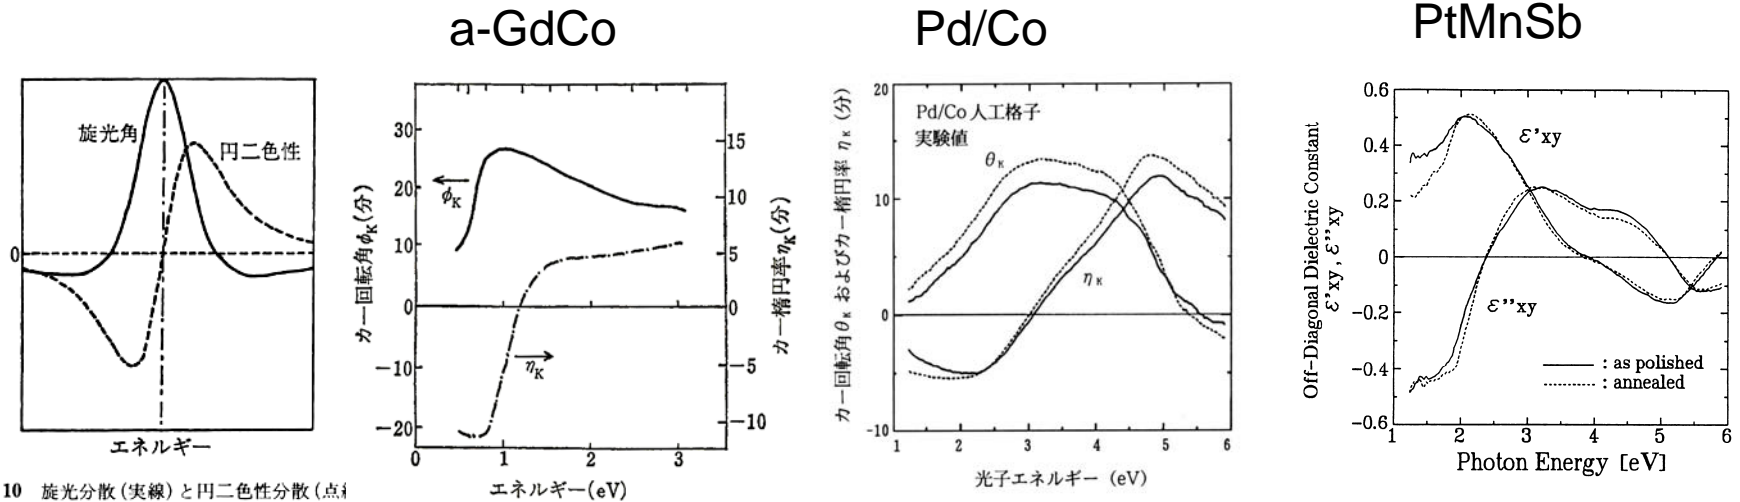 a-GdCo
Pd/Co
PtMnSb
旋光角
円二色性
0
エネルギー
10 旋光分散(実線)と円二色性分散(点
カー回転角ϕK(分)
30
20
10
0
−10
−20
ϕK
ηK
15
10
5
0
−5
−10
カー楕円率ηK(分)
0 1 2 3
エネルギー(eV)
カー回転角 θK およびカー楕円率 ηK (分)
20
10
0
-10
Pd/Co 人工格子
実験値
θK
ηK
1 2 3 4 5 6
光子エネルギー (eV)
Off-Diagonal Dielectric Constant
ε'xy , ε''xy
0.6
0.4
0.2
0
−0.2
−0.4
−0.6
ε'xy
ε''xy
: as polished
: annealed
1 2 3 4 5 6
Photon Energy [eV]